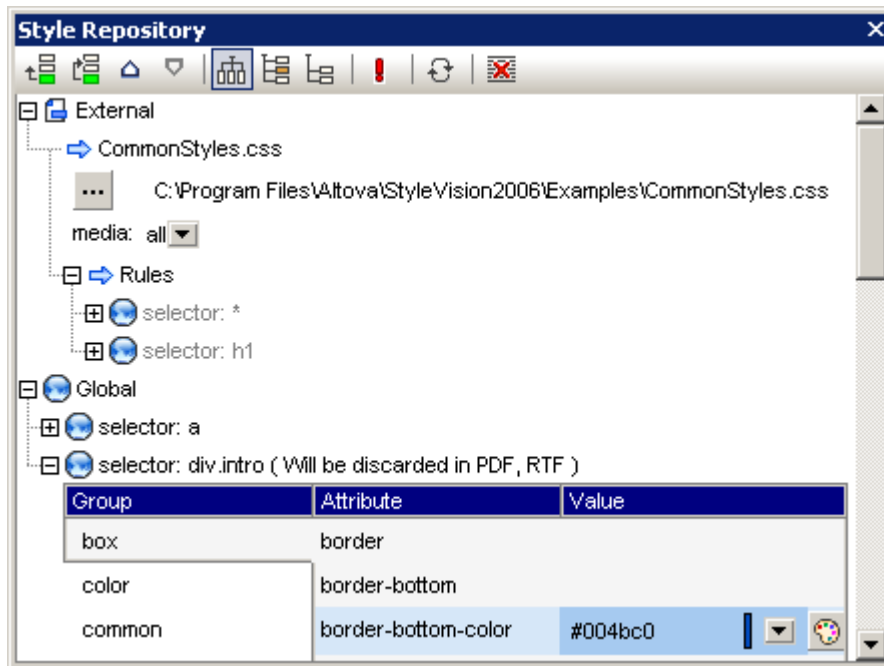 Style Repository
External
CommonStyles.css
... C:\Program Files\Altova\StyleVision2006\Examples\CommonStyles.css
media: all
Rules
selector: *
selector: h1
Global
selector: a
selector: div.intro ( Will be discarded in PDF, RTF )
Group Attribute Value
box border
color border-bottom
common border-bottom-color #004bc0